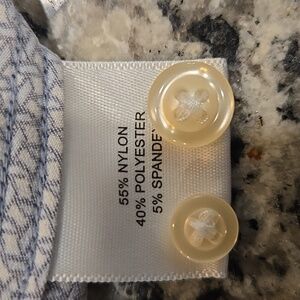 55% NYLON
40% POLYESTER
5% SPANDE